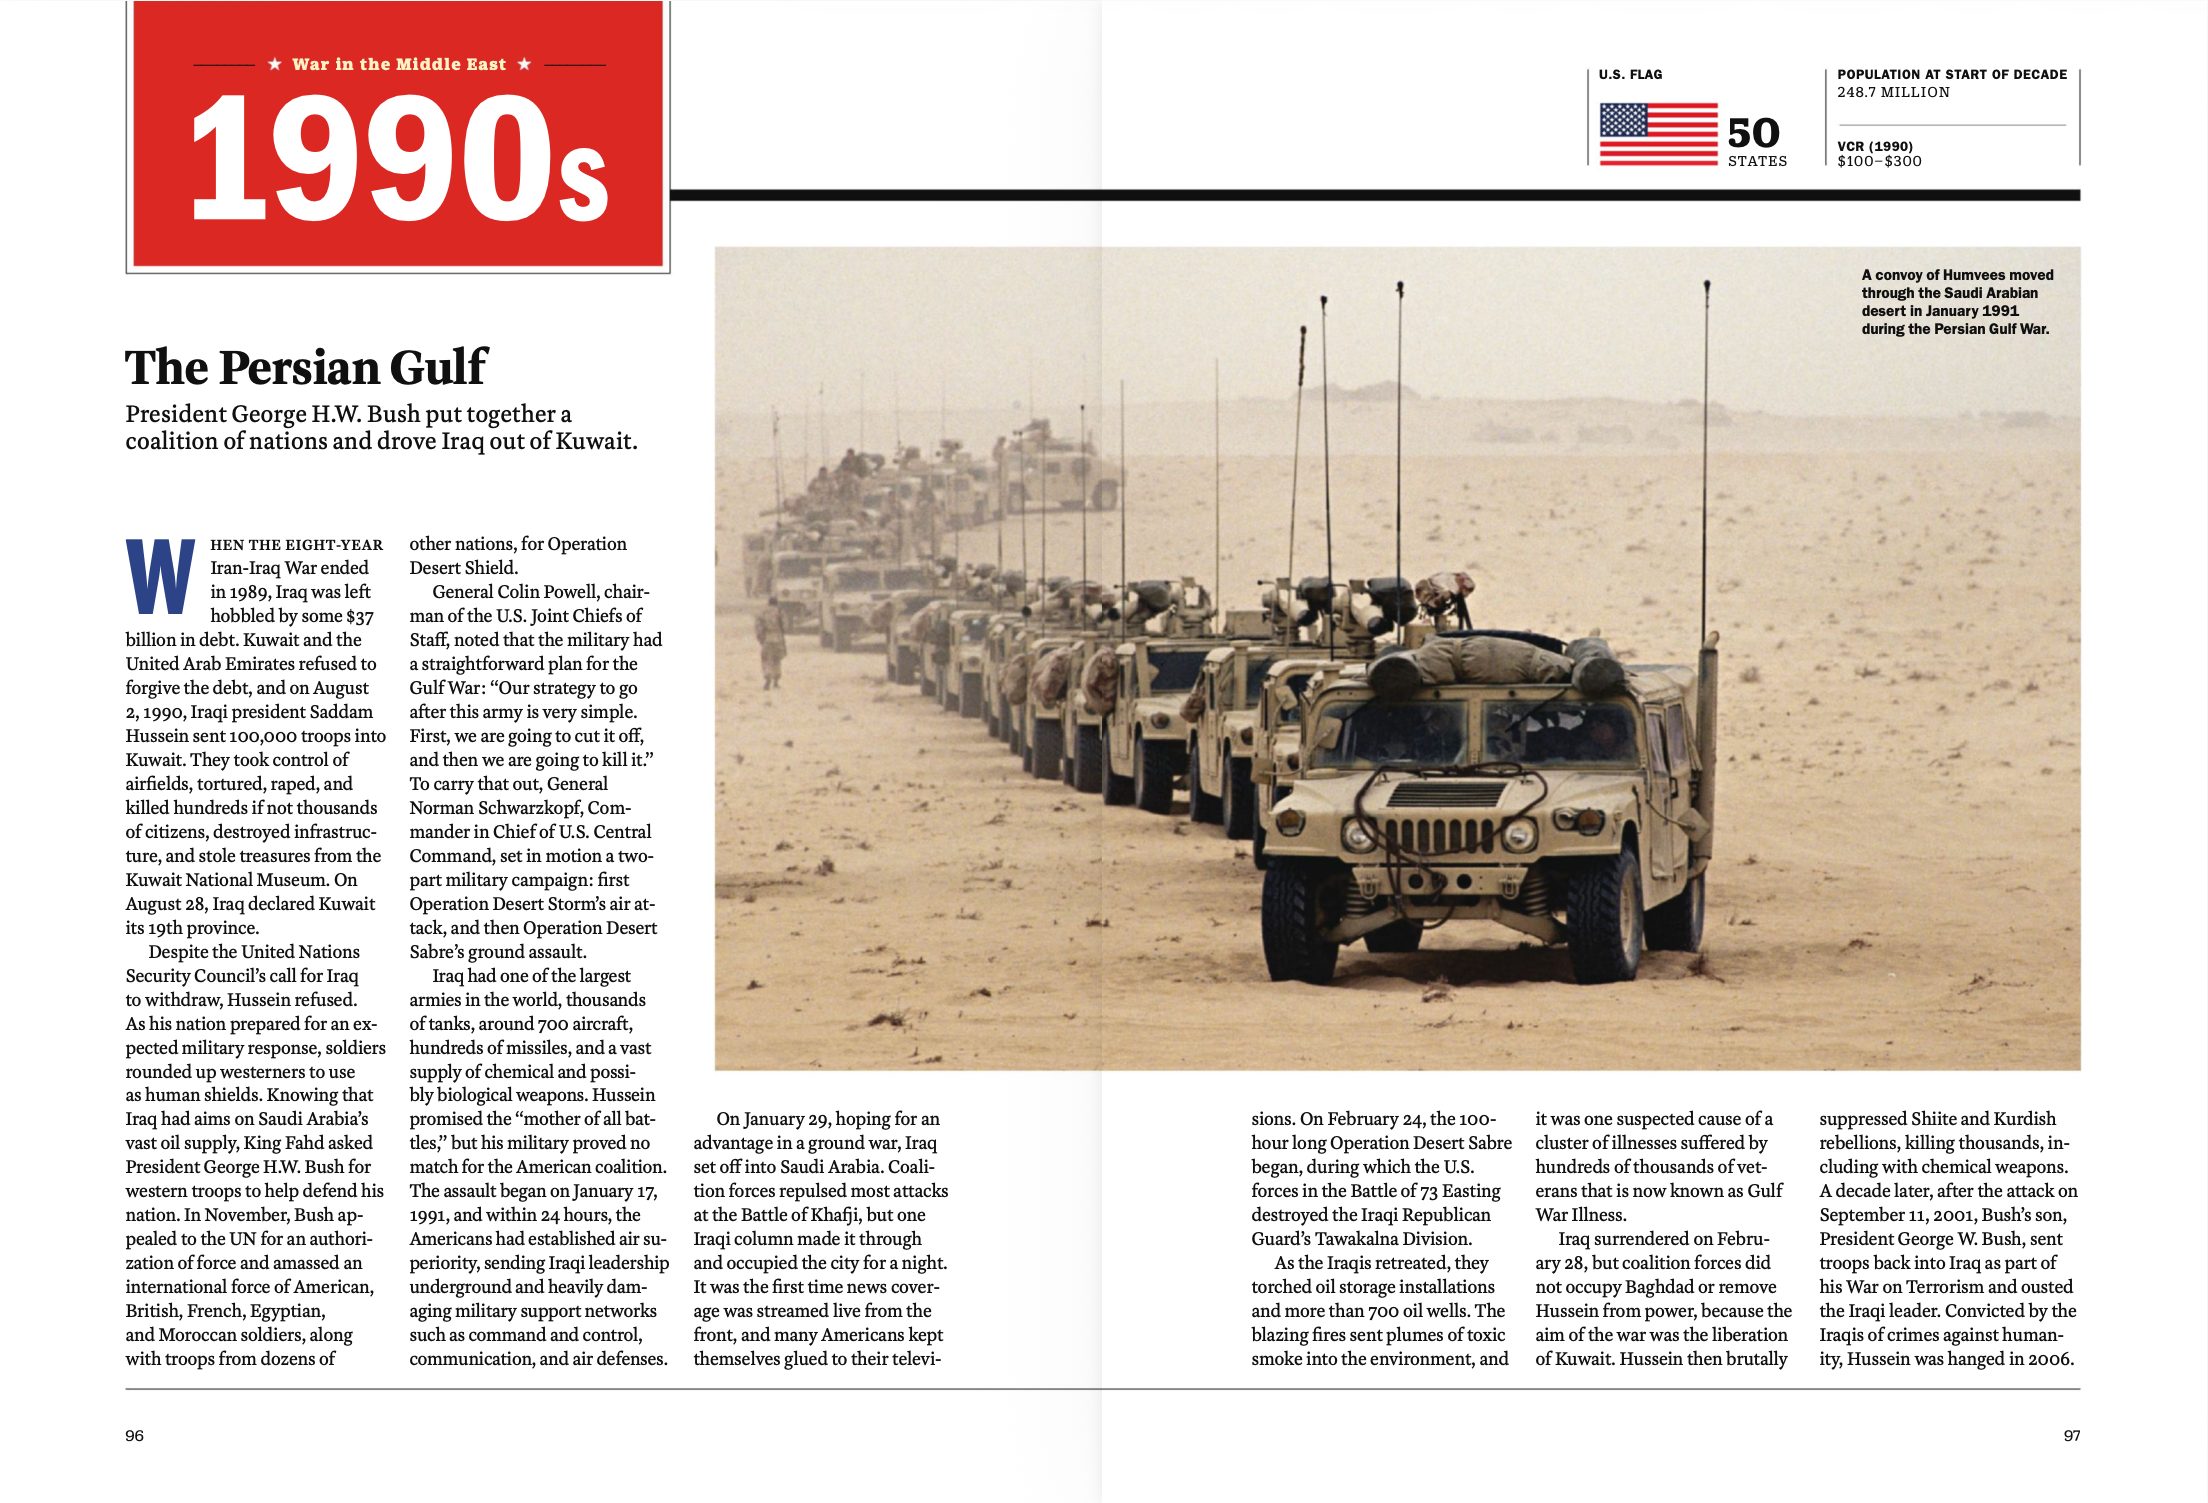 ★ War in the Middle East ★
1990s
U.S. FLAG
50
STATES
POPULATION AT START OF DECADE
248.7 MILLION
VCR (1990)
$100–$300
A convoy of Humvees moved
through the Saudi Arabian
desert in January 1991
during the Persian Gulf War.
The Persian Gulf
President George H.W. Bush put together a
coalition of nations and drove Iraq out of Kuwait.
WHEN THE EIGHT-YEAR
Iran-Iraq War ended
in 1989, Iraq was left
hobbled by some $37
billion in debt. Kuwait and the
United Arab Emirates refused to
forgive the debt, and on August
2, 1990, Iraqi president Saddam
Hussein sent 100,000 troops into
Kuwait. They took control of
airfields, tortured, raped, and
killed hundreds if not thousands
of citizens, destroyed infrastruc-
ture, and stole treasures from the
Kuwait National Museum. On
August 28, Iraq declared Kuwait
its 19th province.
Despite the United Nations
Security Council’s call for Iraq
to withdraw, Hussein refused.
As his nation prepared for an ex-
pected military response, soldiers
rounded up westerners to use
as human shields. Knowing that
Iraq had aims on Saudi Arabia’s
vast oil supply, King Fahd asked
President George H.W. Bush for
western troops to help defend his
nation. In November, Bush ap-
pealed to the UN for an authori-
zation of force and amassed an
international force of American,
British, French, Egyptian,
and Moroccan soldiers, along
with troops from dozens of
other nations, for Operation
Desert Shield.
General Colin Powell, chair-
man of the U.S. Joint Chiefs of
Staff, noted that the military had
a straightforward plan for the
Gulf War: “Our strategy to go
after this army is very simple.
First, we are going to cut it off,
and then we are going to kill it.”
To carry that out, General
Norman Schwarzkopf, Com-
mander in Chief of U.S. Central
Command, set in motion a two-
part military campaign: first
Operation Desert Storm’s air at-
tack, and then Operation Desert
Sabre’s ground assault.
Iraq had one of the largest
armies in the world, thousands
of tanks, around 700 aircraft,
hundreds of missiles, and a vast
supply of chemical and possi-
bly biological weapons. Hussein
promised the “mother of all bat-
tles,” but his military proved no
match for the American coalition.
The assault began on January 17,
1991, and within 24 hours, the
Americans had established air su-
periority, sending Iraqi leadership
underground and heavily dam-
aging military support networks
such as command and control,
communication, and air defenses.
On January 29, hoping for an
advantage in a ground war, Iraq
set off into Saudi Arabia. Coali-
tion forces repulsed most attacks
at the Battle of Khafji, but one
Iraqi column made it through
and occupied the city for a night.
It was the first time news cover-
age was streamed live from the
front, and many Americans kept
themselves glued to their televi-
sions. On February 24, the 100-
hour long Operation Desert Sabre
began, during which the U.S.
forces in the Battle of 73 Easting
destroyed the Iraqi Republican
Guard’s Tawakalna Division.
As the Iraqis retreated, they
torched oil storage installations
and more than 700 oil wells. The
blazing fires sent plumes of toxic
smoke into the environment, and
it was one suspected cause of a
cluster of illnesses suffered by
hundreds of thousands of vet-
erans that is now known as Gulf
War Illness.
Iraq surrendered on Febru-
ary 28, but coalition forces did
not occupy Baghdad or remove
Hussein from power, because the
aim of the war was the liberation
of Kuwait. Hussein then brutally
suppressed Shiite and Kurdish
rebellions, killing thousands, in-
cluding with chemical weapons.
A decade later, after the attack on
September 11, 2001, Bush’s son,
President George W. Bush, sent
troops back into Iraq as part of
his War on Terrorism and ousted
the Iraqi leader. Convicted by the
Iraqis of crimes against human-
ity, Hussein was hanged in 2006.
96
97